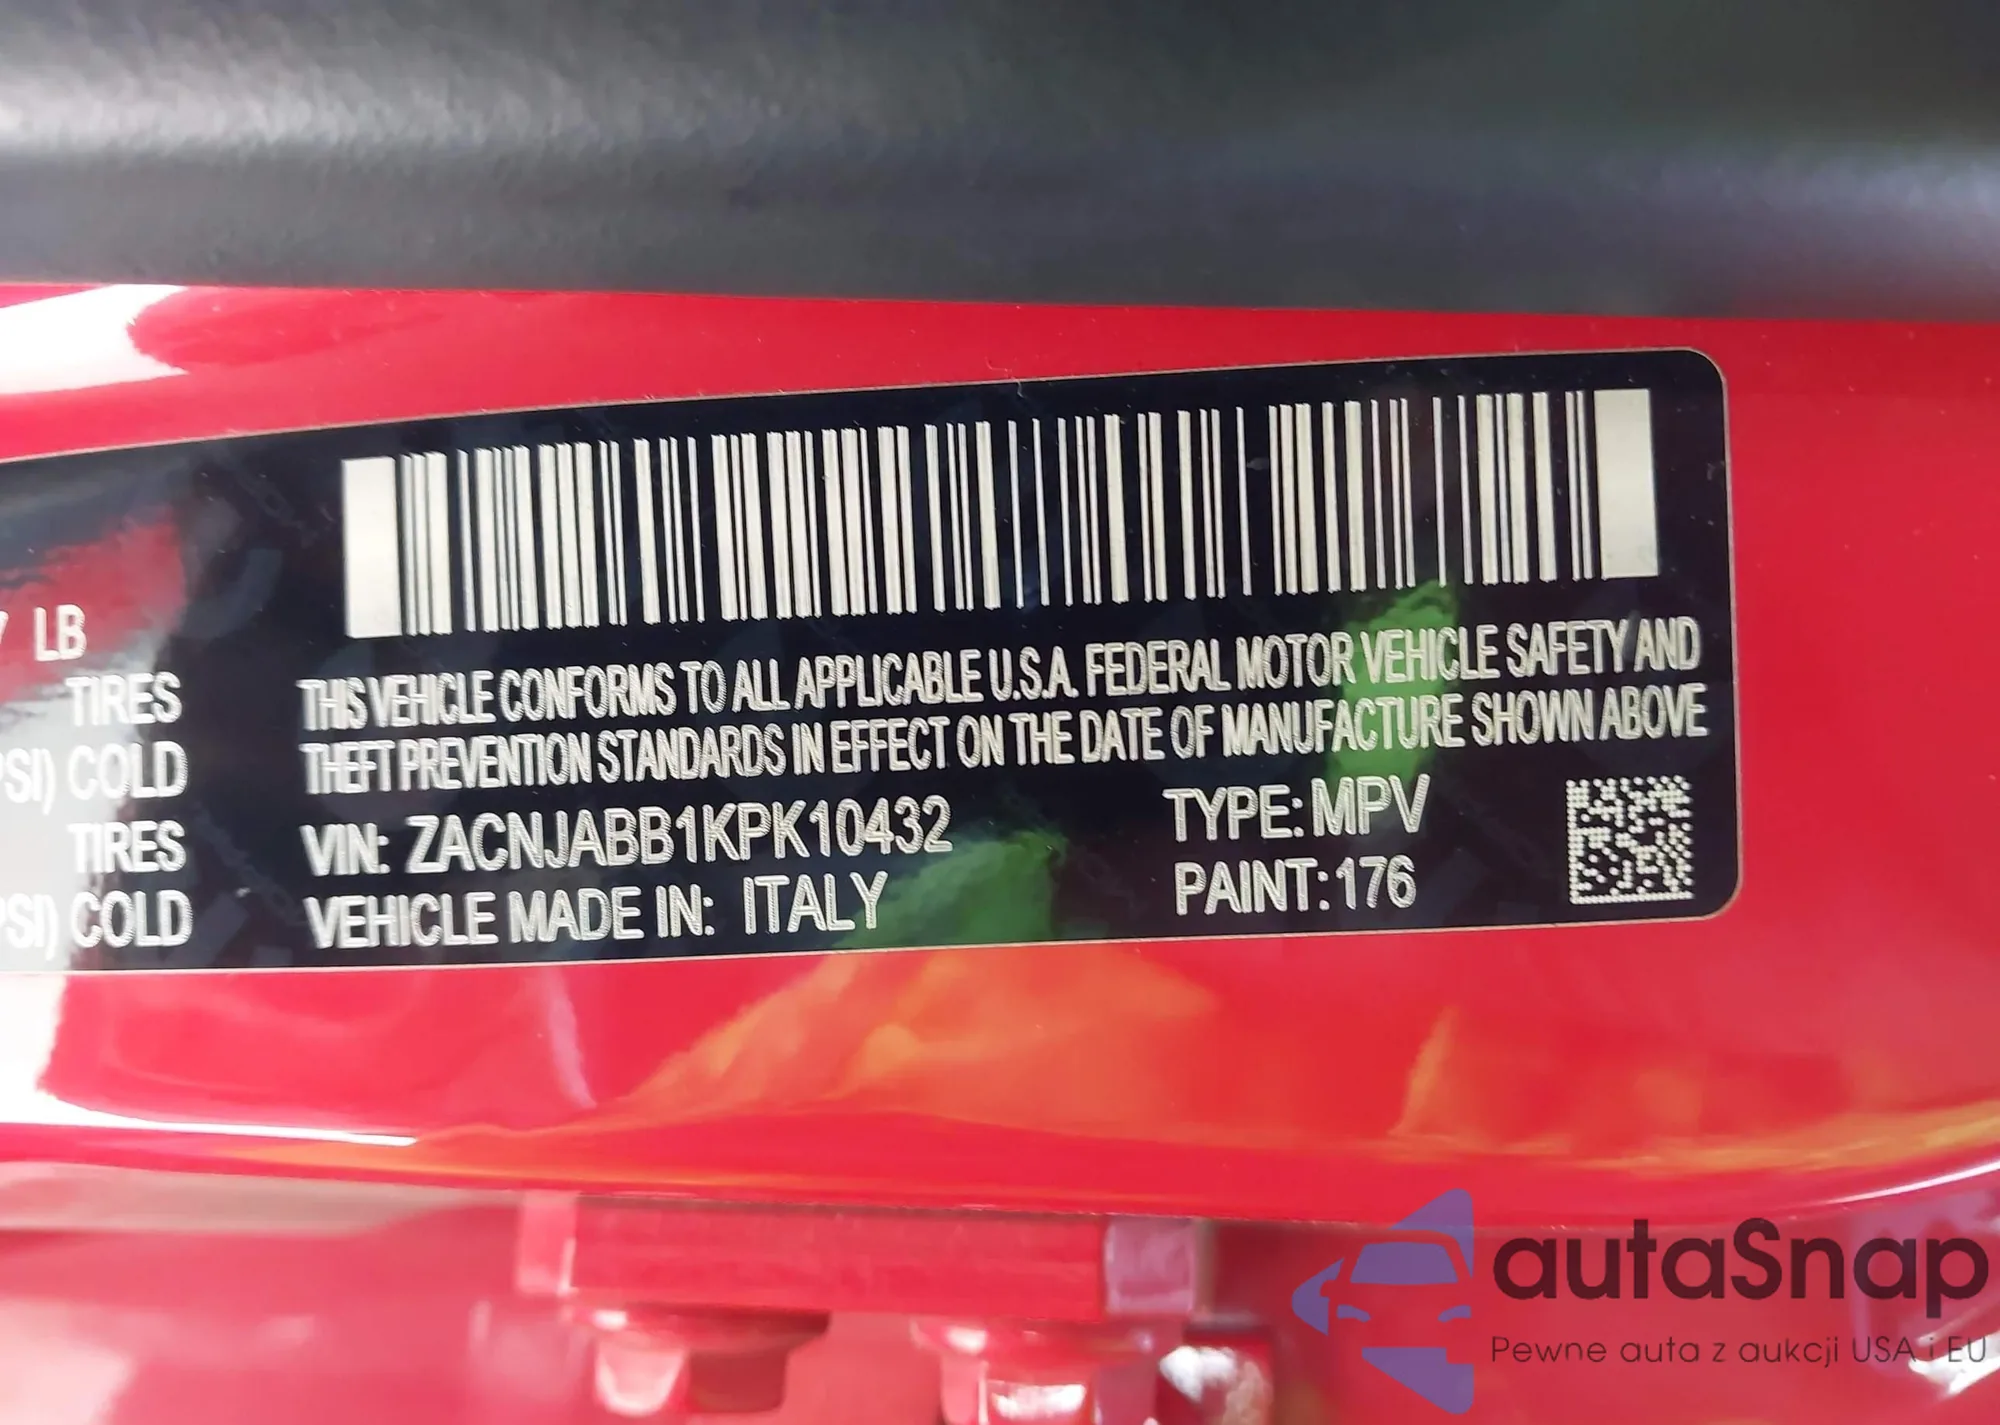 LB
TIRES
PSI) COLD
TIRES
PSI) COLD
THIS VEHICLE CONFORMS TO ALL APPLICABLE U.S.A. FEDERAL MOTOR VEHICLE SAFETY AND
THEFT PREVENTION STANDARDS IN EFFECT ON THE DATE OF MANUFACTURE SHOWN ABOVE
VIN: ZACNJABB1KPK10432 TYPE: MPV
VEHICLE MADE IN: ITALY PAINT: 176
autaSnap
Pewne auta z aukcji USA i EU